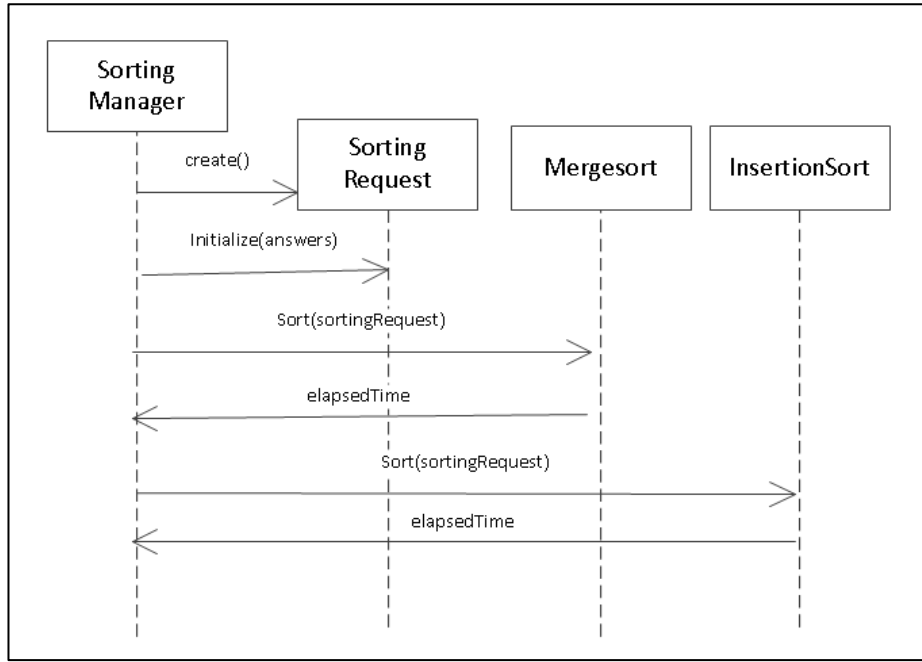 Sorting
Manager
create()
Sorting
Request
Mergesort
InsertionSort
Initialize(answers)
Sort(sortingRequest)
elapsedTime
Sort(sortingRequest)
elapsedTime